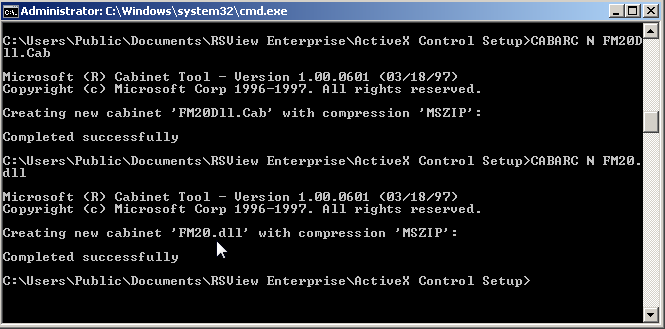 Administrator: C:\Windows\system32\cmd.exe
C:\Users\Public\Documents\RSView Enterprise\ActiveX Control Setup>CABARC N FM20D
ll.Cab
Microsoft (R) Cabinet Tool - Version 1.00.0601 (03/18/97)
Copyright (c) Microsoft Corp 1996-1997. All rights reserved.
Creating new cabinet 'FM20Dll.Cab' with compression 'MSZIP':
Completed successfully
C:\Users\Public\Documents\RSView Enterprise\ActiveX Control Setup>CABARC N FM20.
dll
Microsoft (R) Cabinet Tool - Version 1.00.0601 (03/18/97)
Copyright (c) Microsoft Corp 1996-1997. All rights reserved.
Creating new cabinet 'FM20.dll' with compression 'MSZIP':
Completed successfully
C:\Users\Public\Documents\RSView Enterprise\ActiveX Control Setup>